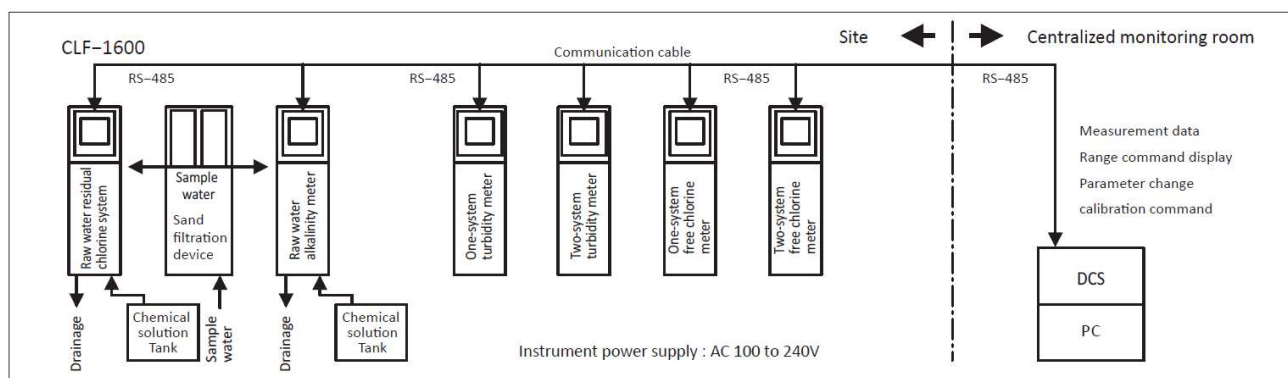 CLF−1600
Communication cable
Site
Centralized monitoring room
RS−485
RS−485
RS−485
RS−485
Measurement data
Range command display
Parameter change
calibration command
Raw water residual
chlorine system
Sample
water
Sand
filtration
device
Raw water
alkalinity meter
One-system
turbidity meter
Two-system
turbidity meter
One-system
free chlorine
meter
Two-system
free chlorine
meter
DCS
PC
Drainage
Chemical
solution
Tank
Sample
water
Drainage
Chemical
solution
Tank
Instrument power supply : AC 100 to 240V